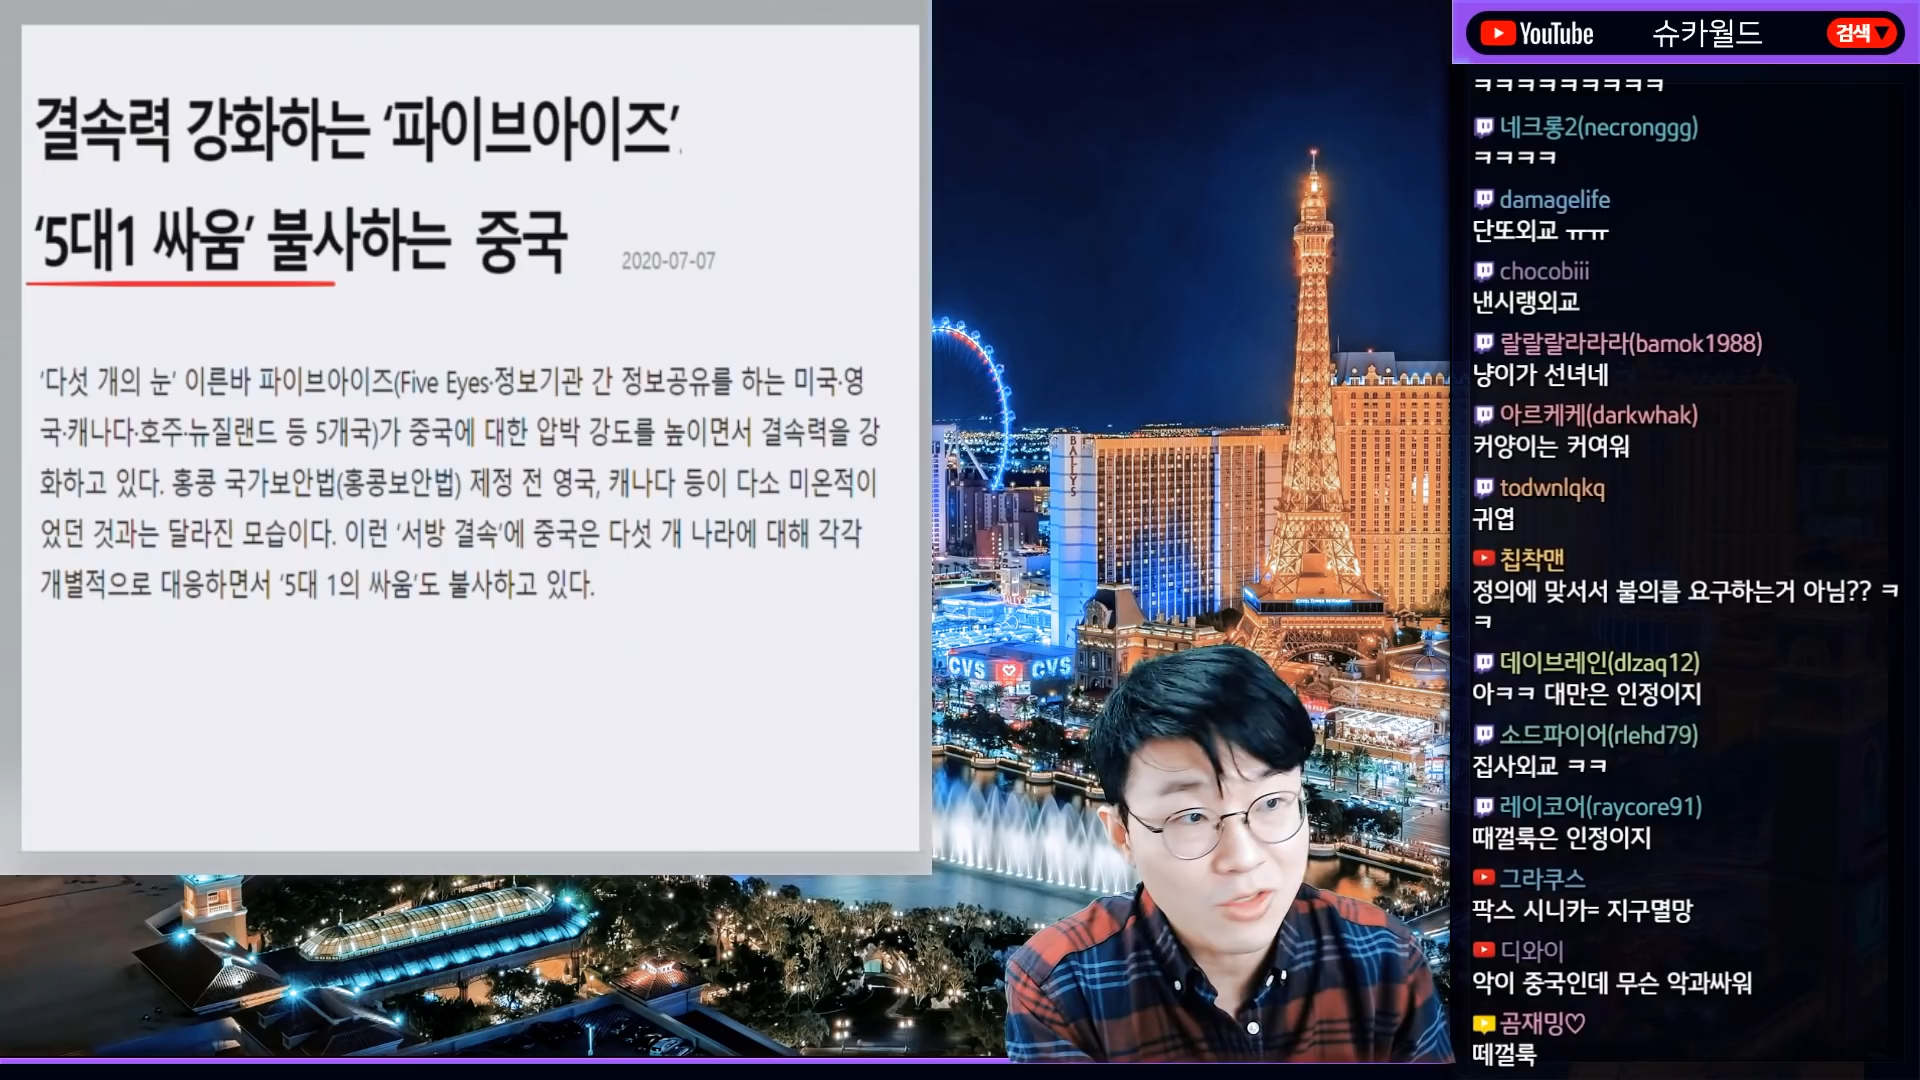 결속력 강화하는 ‘파이브아이즈’
‘5대1 싸움’ 불사하는 중국
2020-07-07
‘다섯 개의 눈’ 이른바 파이브아이즈(Five Eyes·정보기관 간 정보공유를 하는 미국·영
국·캐나다·호주·뉴질랜드 등 5개국)가 중국에 대한 압박 강도를 높이면서 결속력을 강
화하고 있다. 홍콩 국가보안법(홍콩보안법) 제정 전 영국, 캐나다 등이 다소 미온적이
었던 것과는 달라진 모습이다. 이런 ‘서방 결속’에 중국은 다섯 개 나라에 대해 각각
개별적으로 대응하면서 ‘5대 1의 싸움’도 불사하고 있다.
BALLYS
CVS CVS
YouTube 슈카월드 검색▼
ㅋㅋㅋㅋㅋㅋㅋㅋㅋ
네크롱2(necronggg)
ㅋㅋㅋㅋ
damagelife
단또외교 ㅠㅠ
chocobiii
낸시랭외교
랄랄랄라라라(bamok1988)
냥이가 선녀네
아르케케(darkwhak)
커양이는 커여워
todwnlqkq
귀엽
칩착맨
정의에 맞서서 불의를 요구하는거 아님?? ㅋ
ㅋ
데이브레인(dlzaq12)
아ㅋㅋ 대만은 인정이지
소드파이어(rlehd79)
집사외교 ㅋㅋ
레이코어(raycore91)
때껄룩은 인정이지
그라쿠스
팍스 시니카= 지구멸망
디와이
악이 중국인데 무슨 악과싸워
곰재밍♡
떼껄룩